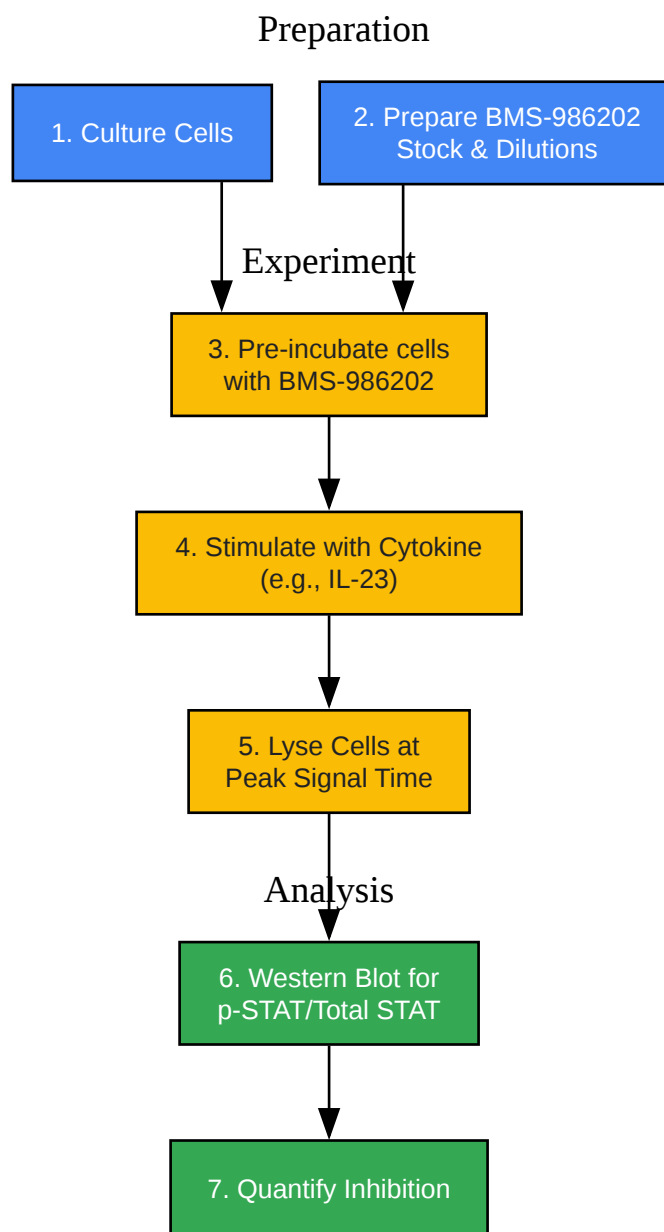 Preparation
1. Culture Cells
2. Prepare BMS-986202
Stock & Dilutions
Experiment
3. Pre-incubate cells
with BMS-986202
4. Stimulate with Cytokine
(e.g., IL-23)
5. Lyse Cells at
Peak Signal Time
Analysis
6. Western Blot for
p-STAT/Total STAT
7. Quantify Inhibition